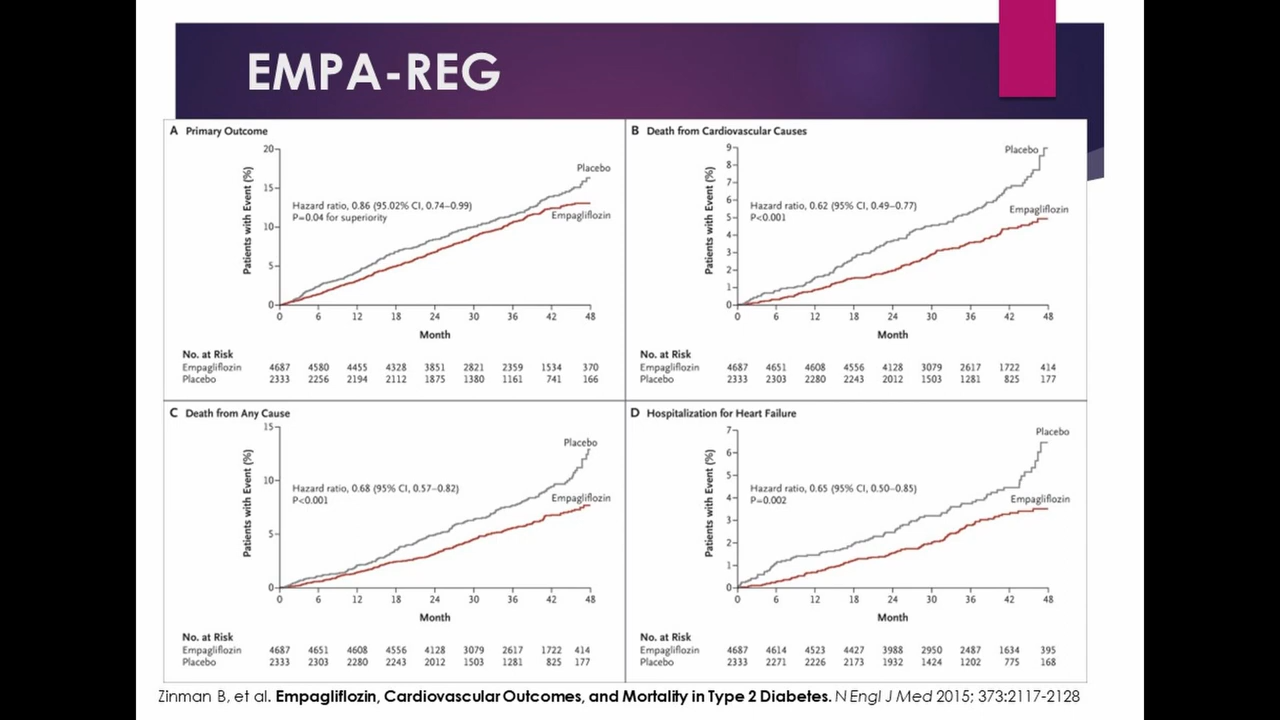 EMPA-REG
A Primary Outcome
20
15
10
5
0
Patients with Event (%)
Placebo
Hazard ratio, 0.86 (95.02% CI, 0.74–0.99)
P=0.04 for superiority
Empagliflozin
0 6 12 18 24 30 36 42 48
Month
No. at Risk
Empagliflozin 4687 4580 4455 4328 3851 2821 2359 1534 370
Placebo 2333 2256 2194 2112 1875 1380 1161 741 166
B Death from Cardiovascular Causes
9
8
7
6
5
4
3
2
1
0
Patients with Event (%)
Placebo
Hazard ratio, 0.62 (95% CI, 0.49–0.77)
P<0.001
Empagliflozin
0 6 12 18 24 30 36 42 48
Month
No. at Risk
Empagliflozin 4687 4651 4608 4556 4128 3079 2617 1722 414
Placebo 2333 2303 2280 2243 2012 1503 1281 825 177
C Death from Any Cause
15
10
5
0
Patients with Event (%)
Placebo
Hazard ratio, 0.68 (95% CI, 0.57–0.82)
P<0.001
Empagliflozin
0 6 12 18 24 30 36 42 48
Month
No. at Risk
Empagliflozin 4687 4651 4608 4556 4128 3079 2617 1722 414
Placebo 2333 2303 2280 2243 2012 1503 1281 825 177
D Hospitalization for Heart Failure
7
6
5
4
3
2
1
0
Patients with Event (%)
Placebo
Hazard ratio, 0.65 (95% CI, 0.50–0.85)
P=0.002
Empagliflozin
0 6 12 18 24 30 36 42 48
Month
No. at Risk
Empagliflozin 4687 4614 4523 4427 3988 2950 2487 1634 395
Placebo 2333 2271 2226 2173 1932 1424 1202 775 168
Zinman B, et al. Empagliflozin, Cardiovascular Outcomes, and Mortality in Type 2 Diabetes. N Engl J Med 2015; 373:2117-2128